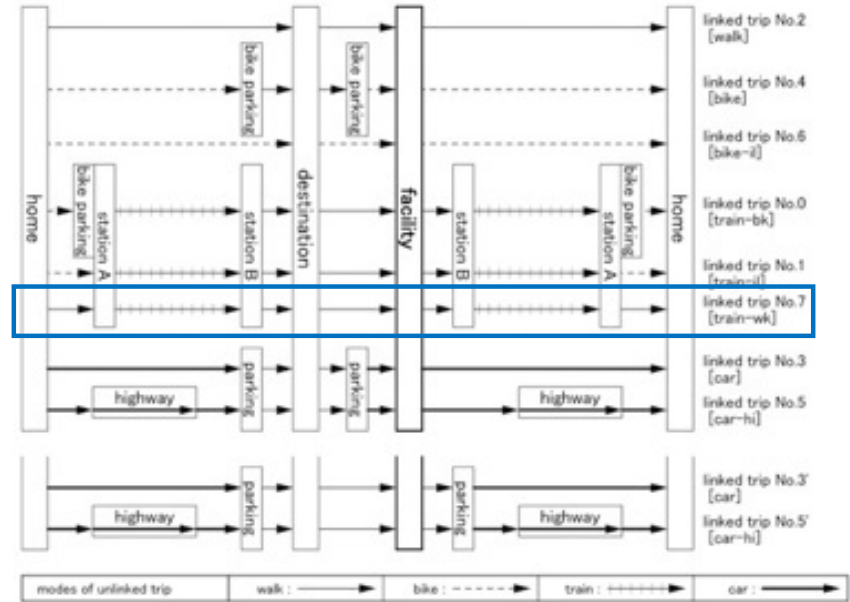 linked trip No.2
[walk]
bike parking
bike parking
linked trip No.4
[bike]
linked trip No.6
[bike-il]
home
bike parking
station A
station B
destination
facility
station B
station A
bike parking
home
linked trip No.0
[train-bk]
linked trip No.1
[train-il]
linked trip No.7
[train-wk]
parking
parking
linked trip No.3
[car]
highway
highway
linked trip No.5
[car-hi]
parking
parking
linked trip No.3'
[car]
highway
highway
linked trip No.5'
[car-hi]
modes of unlinked trip
walk :
bike :
train :
car :